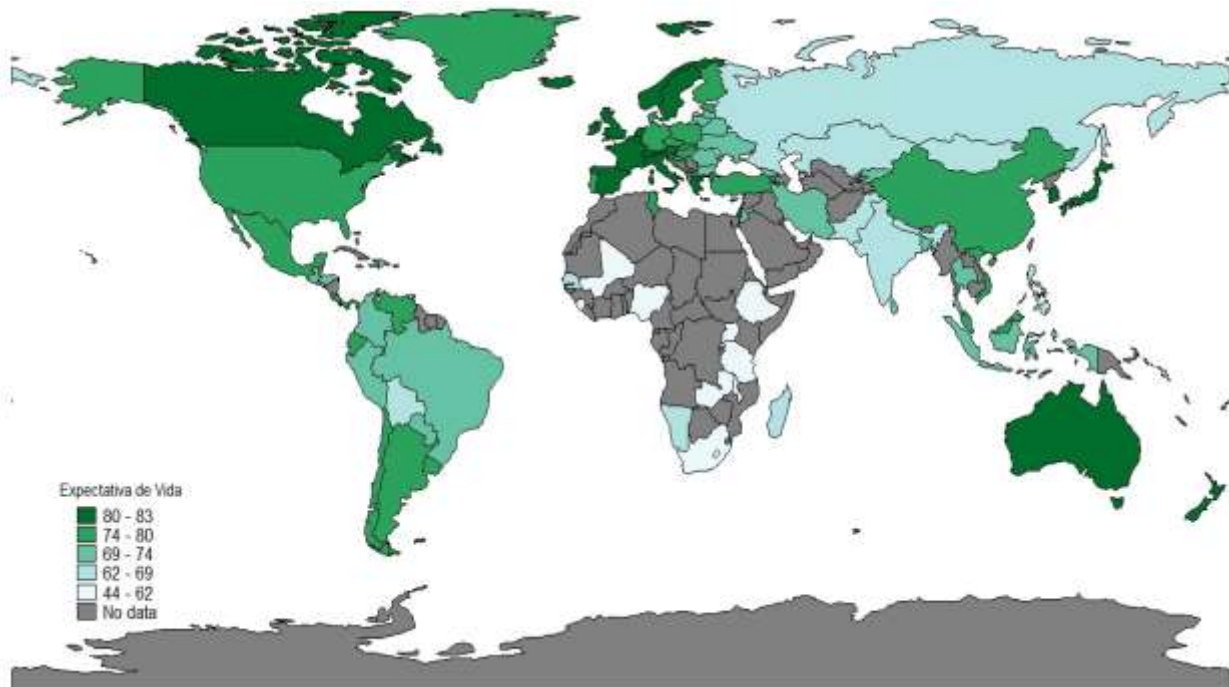 Expectativa de Vida
80 - 83
74 - 80
69 - 74
62 - 69
44 - 62
No data